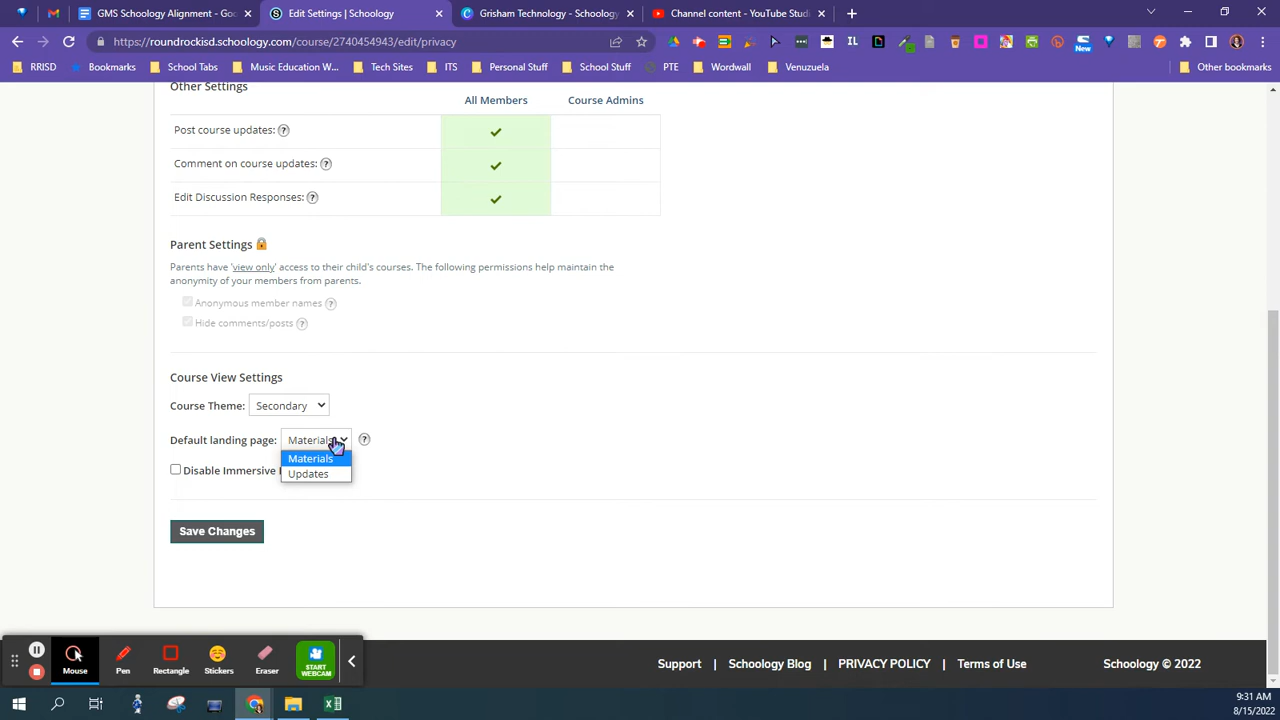 GMS Schoology Alignment - Goo
Edit Settings | Schoology
Grisham Technology - Schoology
Channel content - YouTube Stud
https://roundrockisd.schoology.com/course/2740454943/edit/privacy
RRISD
Bookmarks
School Tabs
Music Education W...
Tech Sites
ITS
Personal Stuff
School Stuff
PTE
Wordwall
Venuzuela
Other bookmarks
IL
New
Other Settings
All Members
Course Admins
Post course updates: ?
Comment on course updates: ?
Edit Discussion Responses: ?
Parent Settings
Parents have 'view only' access to their child's courses. The following permissions help maintain the
anonymity of your members from parents.
Anonymous member names ?
Hide comments/posts ?
Course View Settings
Course Theme: Secondary
Default landing page: Materials ?
Materials
Disable Immersive
Updates
Save Changes
Mouse
Pen
Rectangle
Stickers
Eraser
START
WEBCAM
Support | Schoology Blog | PRIVACY POLICY | Terms of Use
Schoology © 2022
9:31 AM
8/15/2022